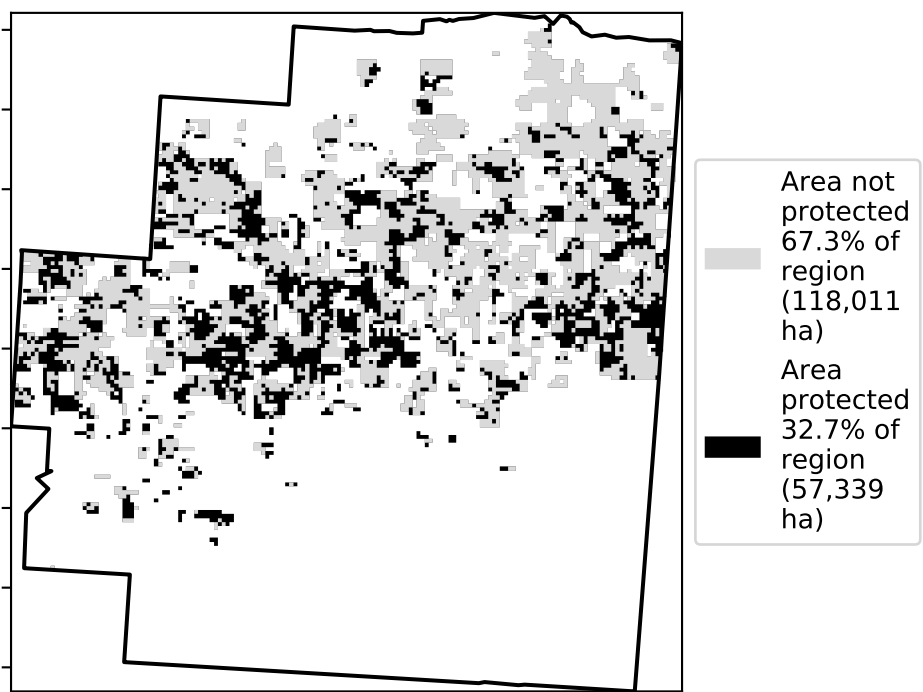 Area not
protected
67.3% of
region
(118,011
ha)
Area
protected
32.7% of
region
(57,339
ha)